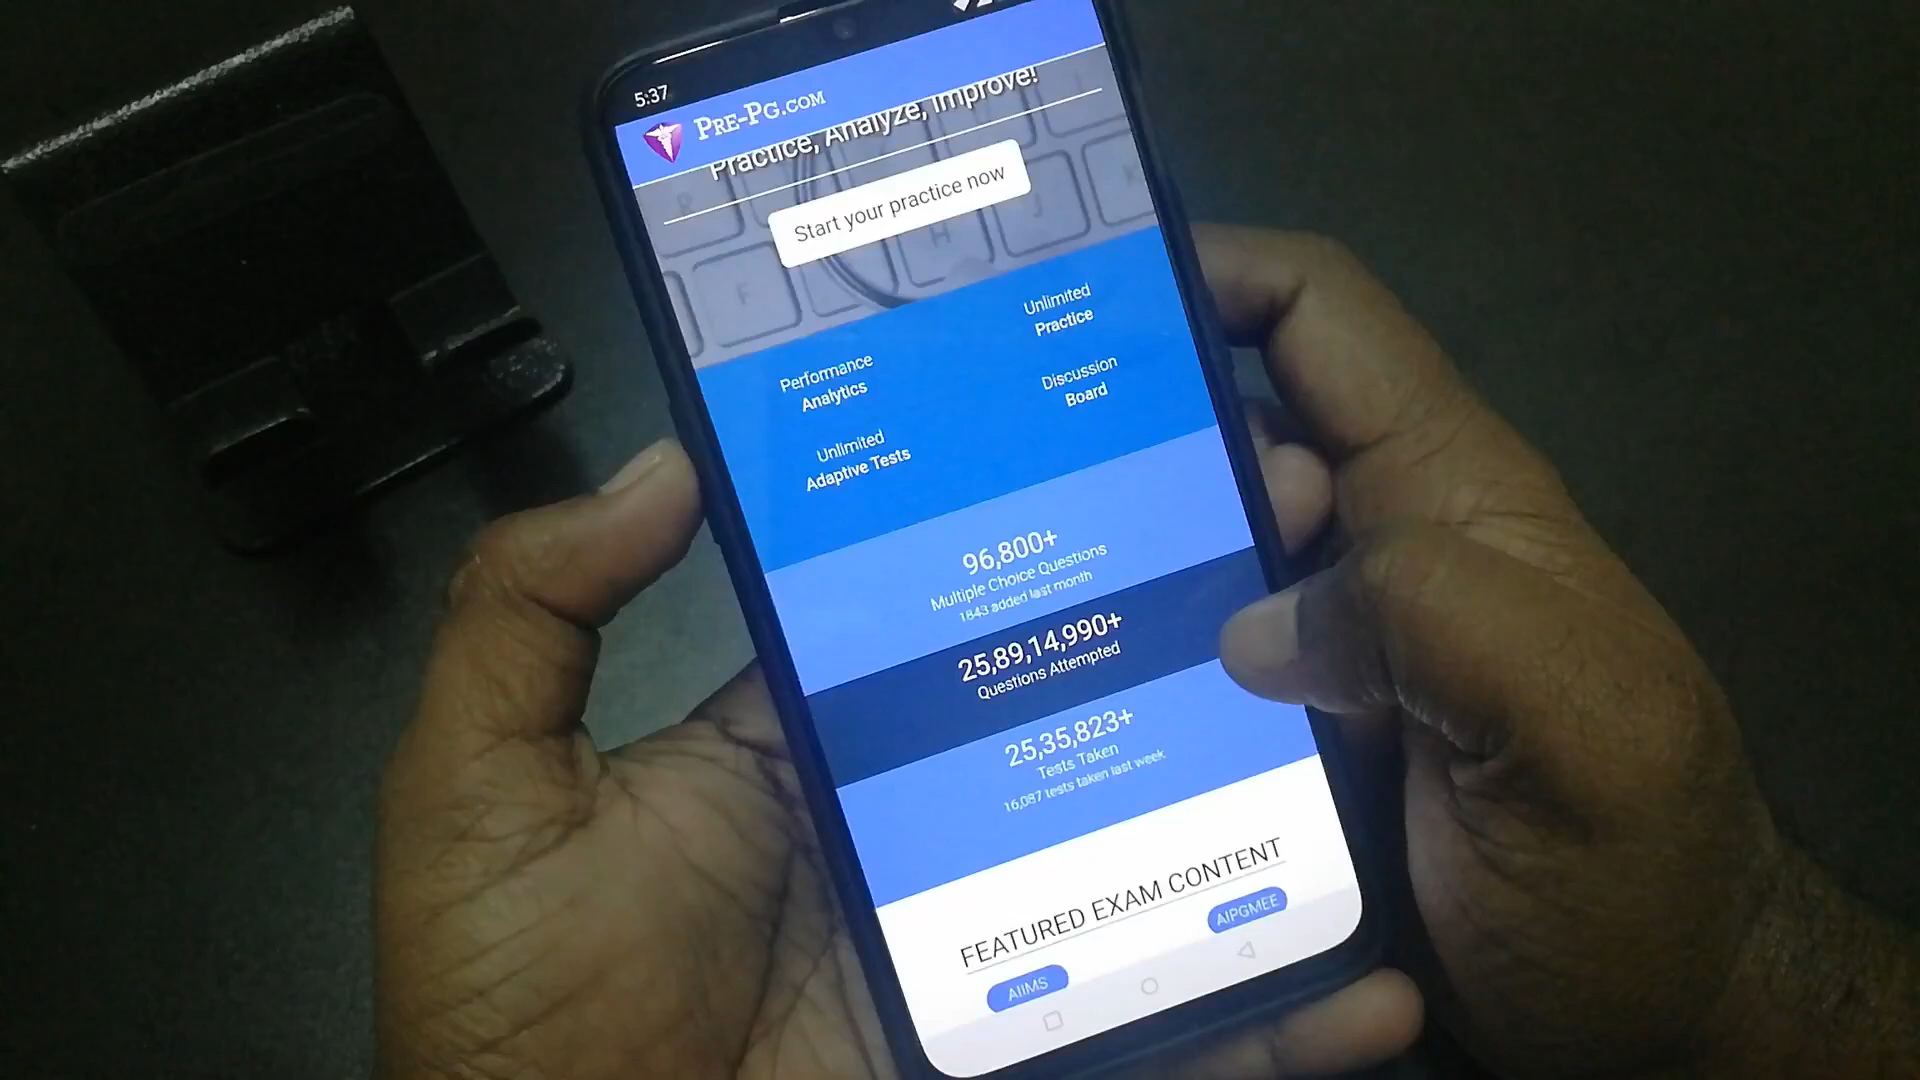 5:37
PRE-PG.COM
Practice, Analyze, Improve!
Start your practice now
Unlimited
Practice
Performance
Analytics
Discussion
Board
Unlimited
Adaptive Tests
96,800+
Multiple Choice Questions
1843 added last month
25,89,14,990+
Questions Attempted
25,35,823+
Tests Taken
16,087 tests taken last week
FEATURED EXAM CONTENT
AIIMS
AIPGMEE
R
F
H
J
K